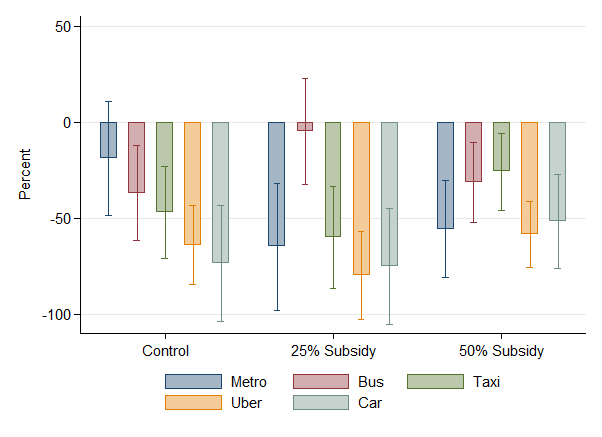 50
0
-50
-100
Percent
Control 25% Subsidy 50% Subsidy
Metro Bus Taxi
Uber Car